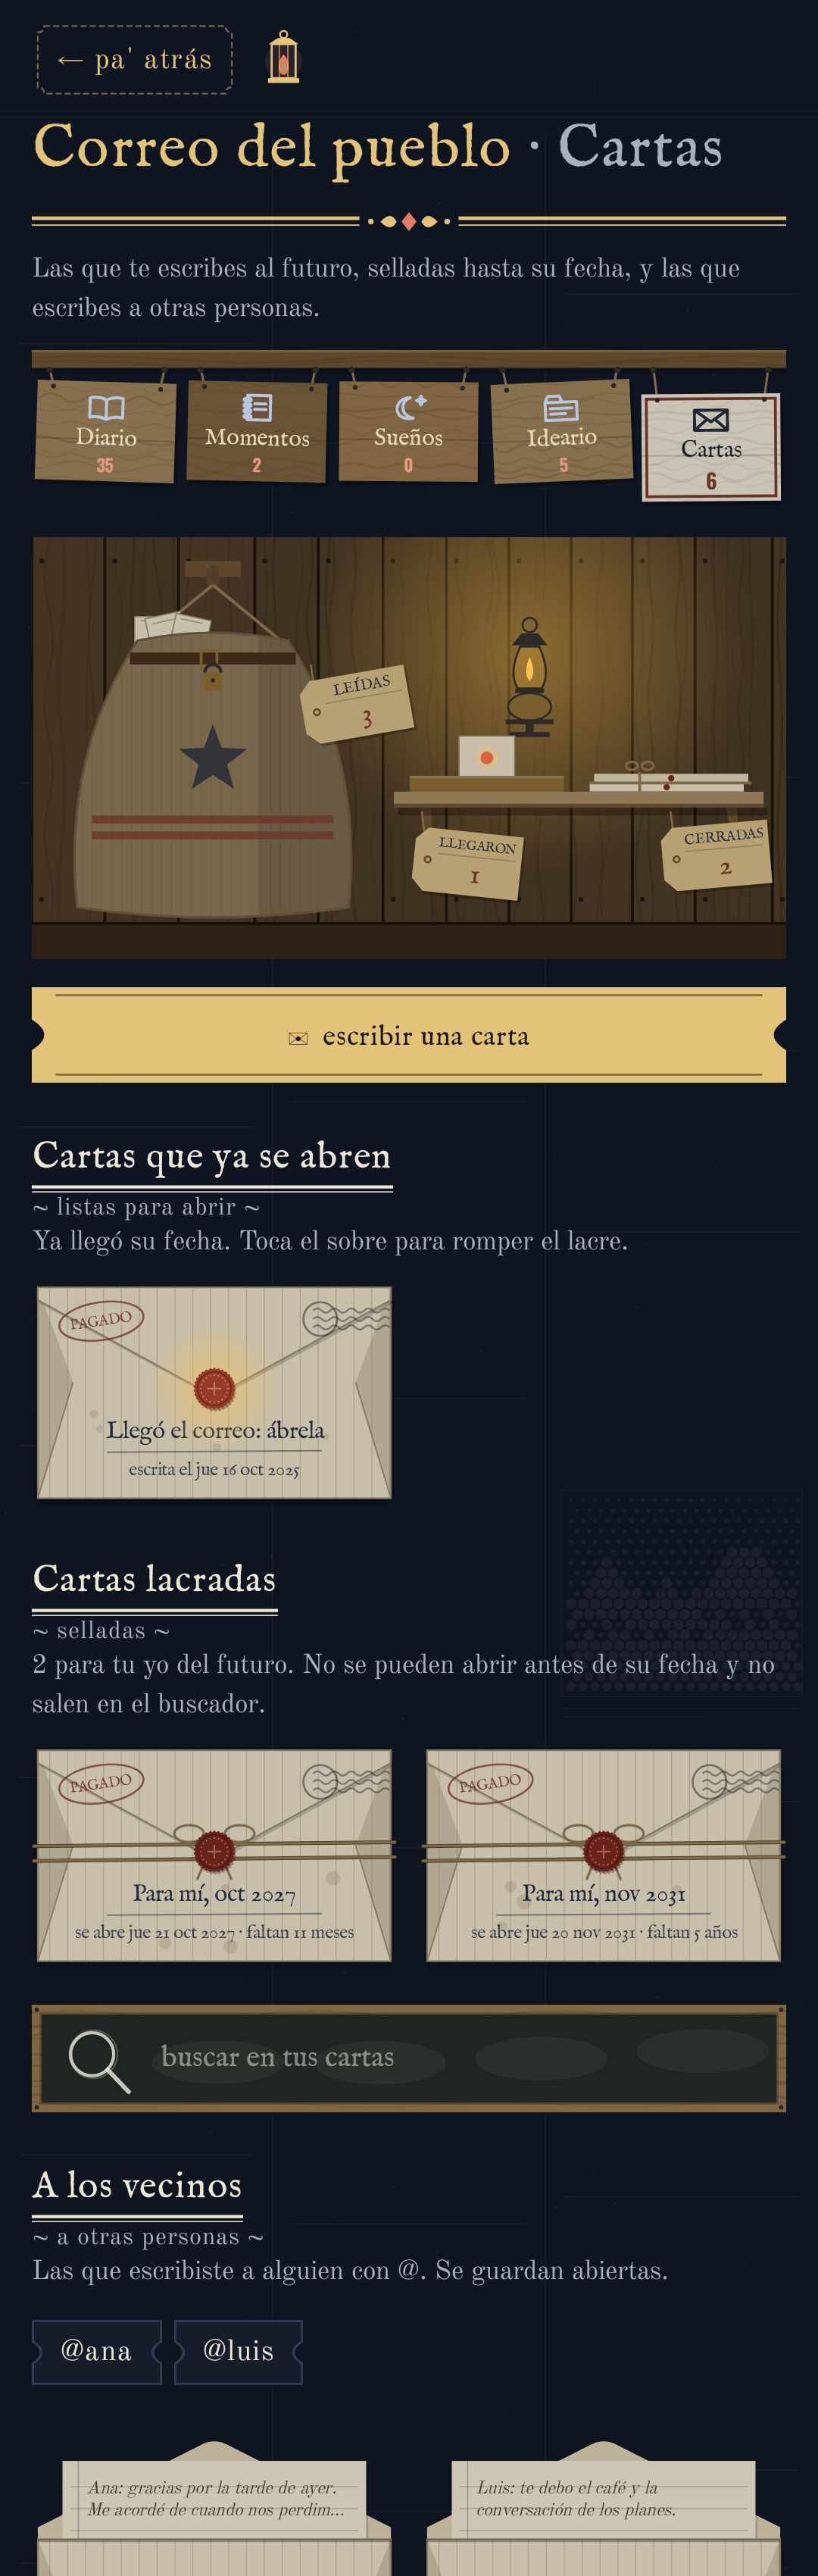 ← pa' atrás
Correo del pueblo · Cartas
Las que te escribes al futuro, selladas hasta su fecha, y las que
escribes a otras personas.
Diario
35
Momentos
2
Sueños
0
Ideario
5
Cartas
6
LEÍDAS
3
LLEGARON
1
CERRADAS
2
✉ escribir una carta
Cartas que ya se abren
~ listas para abrir ~
Ya llegó su fecha. Toca el sobre para romper el lacre.
PAGADO
Llegó el correo: ábrela
escrita el jue 16 oct 2025
Cartas lacradas
~ selladas ~
2 para tu yo del futuro. No se pueden abrir antes de su fecha y no
salen en el buscador.
PAGADO
Para mí, oct 2027
se abre jue 21 oct 2027 · faltan 11 meses
PAGADO
Para mí, nov 2031
se abre jue 20 nov 2031 · faltan 5 años
buscar en tus cartas
A los vecinos
~ a otras personas ~
Las que escribiste a alguien con @. Se guardan abiertas.
@ana
@luis
Ana: gracias por la tarde de ayer.
Me acordé de cuando nos perdim...
Luis: te debo el café y la
conversación de los planes.